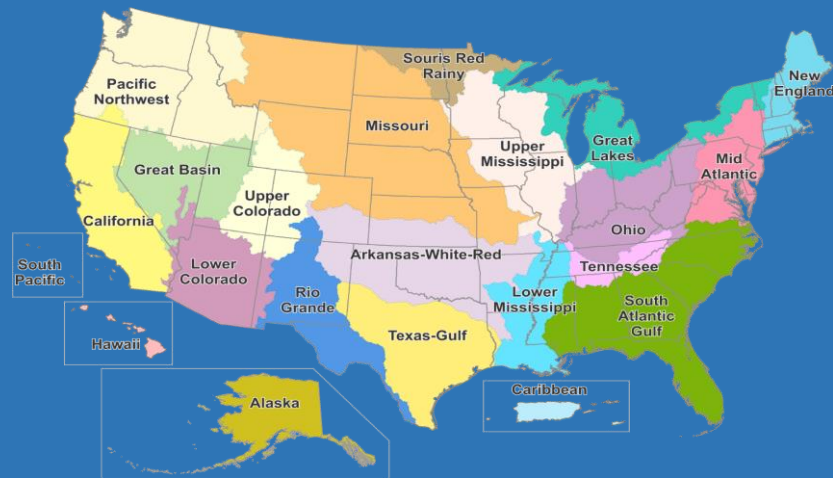 Souris Red
Rainy
New
England
Pacific
Northwest
Missouri
Upper
Mississippi
Great
Lakes
Mid
Atlantic
Great Basin
Upper
Colorado
California
Ohio
Arkansas-White-Red
Tennessee
South
Pacific
Lower
Colorado
Rio
Grande
Lower
Mississippi
South
Atlantic
Gulf
Texas-Gulf
Hawaii
Caribbean
Alaska